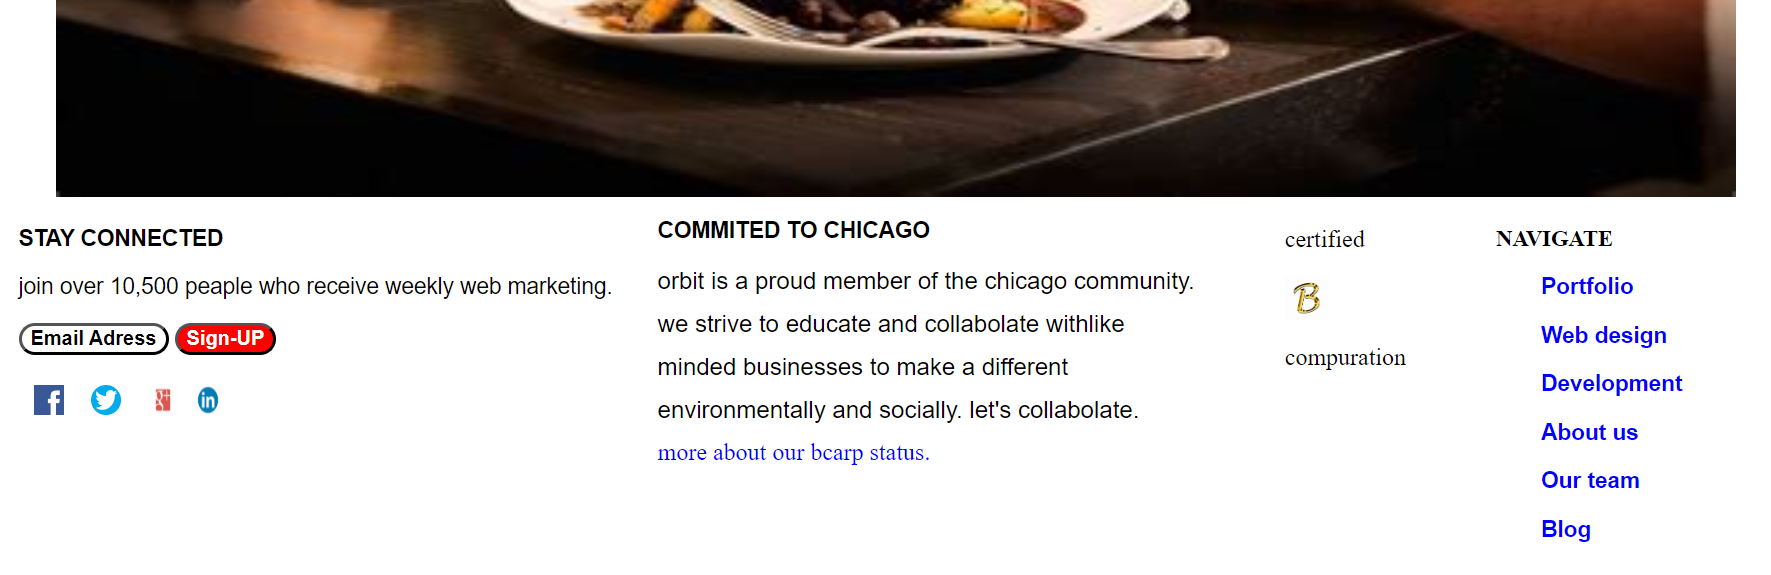 STAY CONNECTED
join over 10,500 peaple who receive weekly web marketing.
Email Adress Sign-UP
COMMITED TO CHICAGO
orbit is a proud member of the chicago community.
we strive to educate and collabolate withlike
minded businesses to make a different
environmentally and socially. let's collabolate.
more about our bcarp status.
certified
B
compuration
NAVIGATE
Portfolio
Web design
Development
About us
Our team
Blog